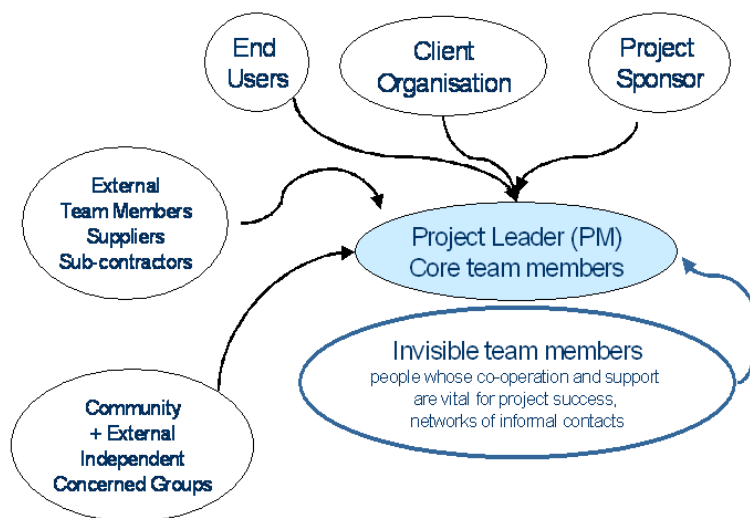 End
Users
Client
Organisation
Project
Sponsor
External
Team Members
Suppliers
Sub-contractors
Project Leader (PM)
Core team members
Invisible team members
people whose co-operation and support
are vital for project success,
networks of informal contacts
Community
+ External
Independent
Concerned Groups